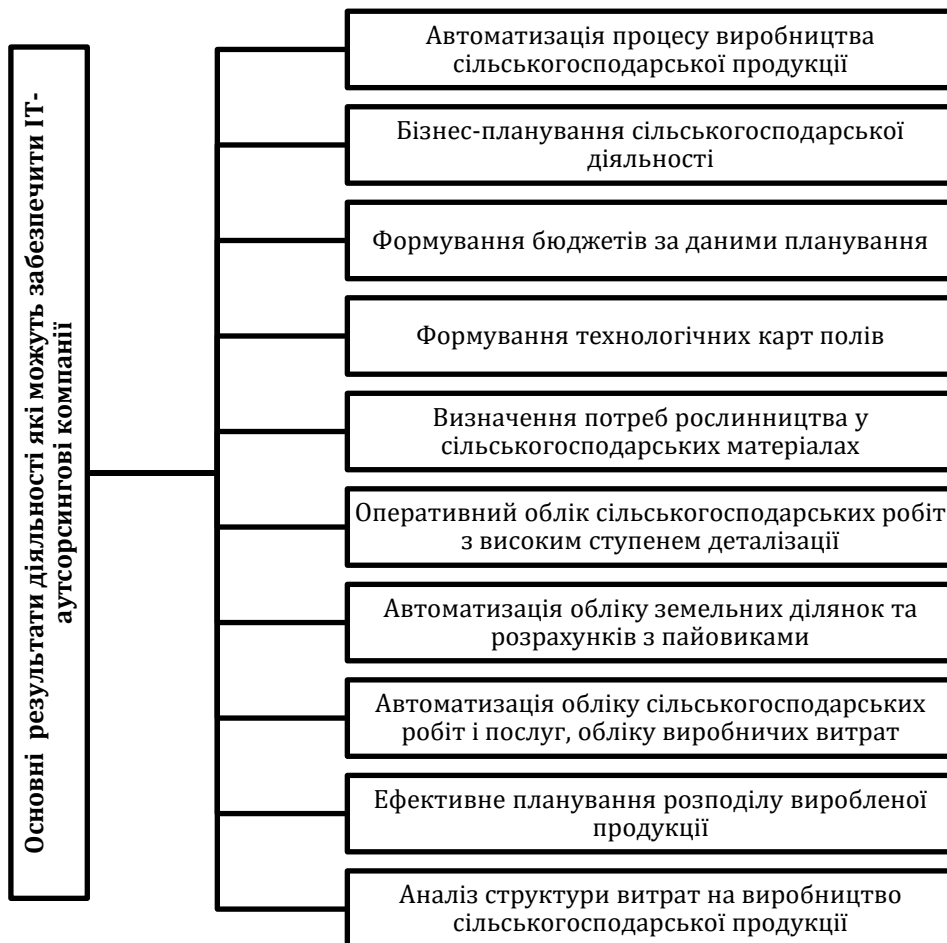 Основні результати діяльності які можуть забезпечити ІТ-
аутсорсингові компанії
Автоматизація процесу виробництва
сільськогосподарської продукції
Бізнес-планування сільськогосподарської
діяльності
Формування бюджетів за даними планування
Формування технологічних карт полів
Визначення потреб рослинництва у
сільськогосподарських матеріалах
Оперативний облік сільськогосподарських робіт
з високим ступенем деталізації
Автоматизація обліку земельних ділянок та
розрахунків з пайовиками
Автоматизація обліку сільськогосподарських
робіт і послуг, обліку виробничих витрат
Ефективне планування розподілу виробленої
продукції
Аналіз структури витрат на виробництво
сільськогосподарської продукції